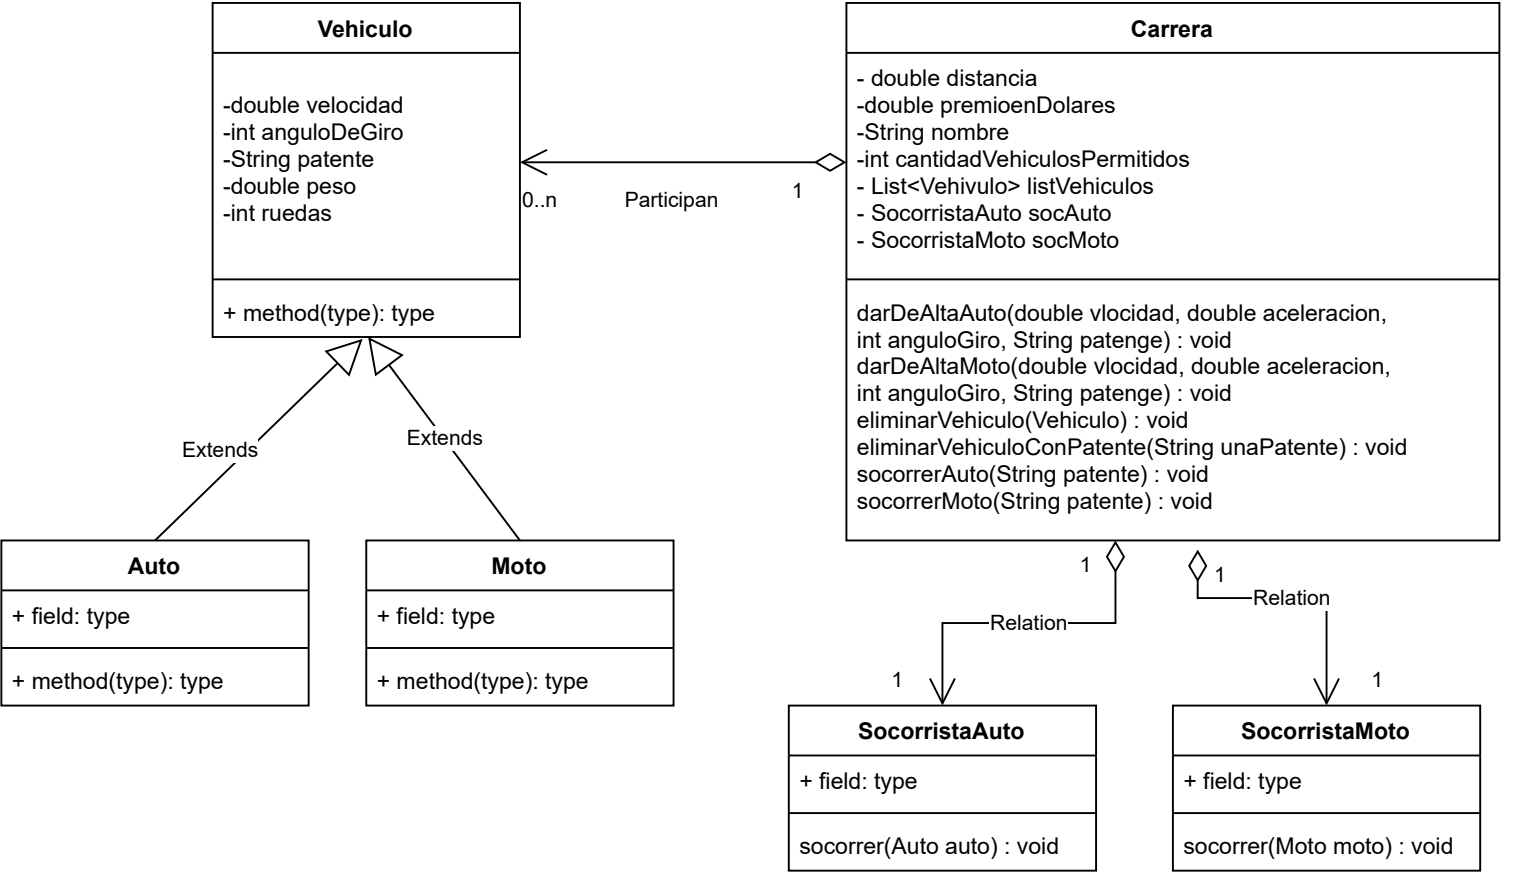 Vehiculo
-double velocidad
-int anguloDeGiro
-String patente
-double peso
-int ruedas
+ method(type): type
Carrera
- double distancia
-double premioenDolares
-String nombre
-int cantidadVehiculosPermitidos
- List<Vehivulo> listVehiculos
- SocorristaAuto socAuto
- SocorristaMoto socMoto
darDeAltaAuto(double vlocidad, double aceleracion,
int anguloGiro, String patenge) : void
darDeAltaMoto(double vlocidad, double aceleracion,
int anguloGiro, String patenge) : void
eliminarVehiculo(Vehiculo) : void
eliminarVehiculoConPatente(String unaPatente) : void
socorrerAuto(String patente) : void
socorrerMoto(String patente) : void
0..n
Participan
1
Extends
Extends
Auto
+ field: type
+ method(type): type
Moto
+ field: type
+ method(type): type
1
Relation
1
1
Relation
1
SocorristaAuto
+ field: type
socorrer(Auto auto) : void
SocorristaMoto
+ field: type
socorrer(Moto moto) : void